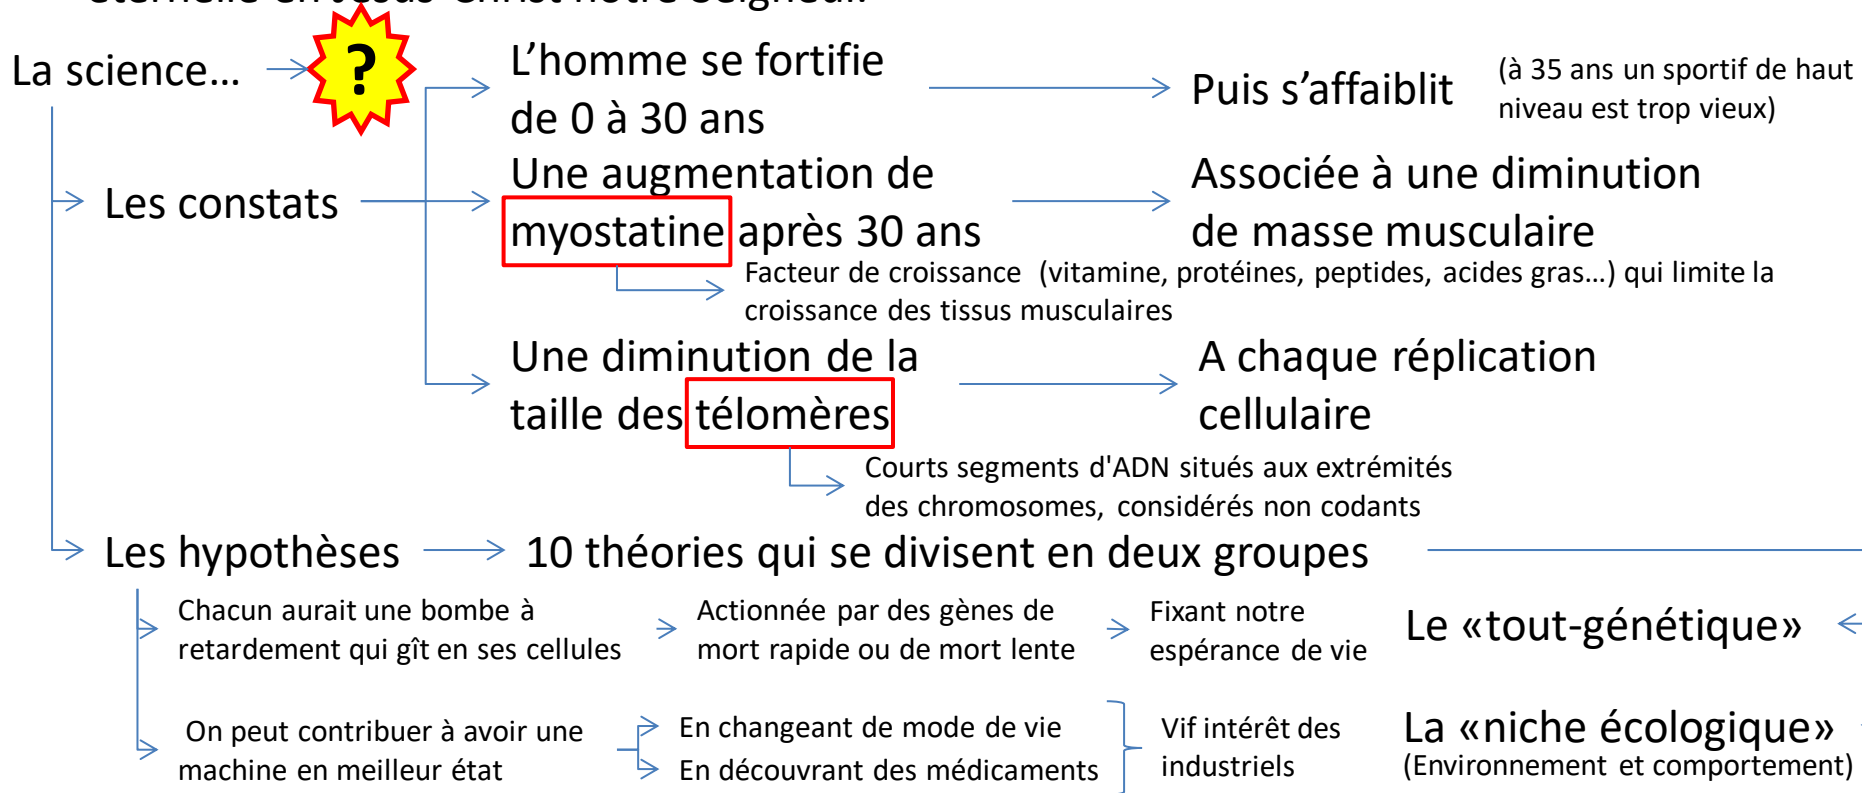 éternelle en Jésus-Christ notre Seigneur.
La science…
?
L’homme se fortifie
de 0 à 30 ans
Puis s’affaiblit
(à 35 ans un sportif de haut
niveau est trop vieux)
Les constats
Une augmentation de
myostatine après 30 ans
Associée à une diminution
de masse musculaire
Facteur de croissance (vitamine, protéines, peptides, acides gras…) qui limite la
croissance des tissus musculaires
Une diminution de la
taille des télomères
A chaque réplication
cellulaire
Courts segments d'ADN situés aux extrémités
des chromosomes, considérés non codants
Les hypothèses
10 théories qui se divisent en deux groupes
Chacun aurait une bombe à
retardement qui gît en ses cellules
Actionnée par des gènes de
mort rapide ou de mort lente
Fixant notre
espérance de vie
Le «tout-génétique»
On peut contribuer à avoir une
machine en meilleur état
En changeant de mode de vie
En découvrant des médicaments
Vif intérêt des
industriels
La «niche écologique»
(Environnement et comportement)